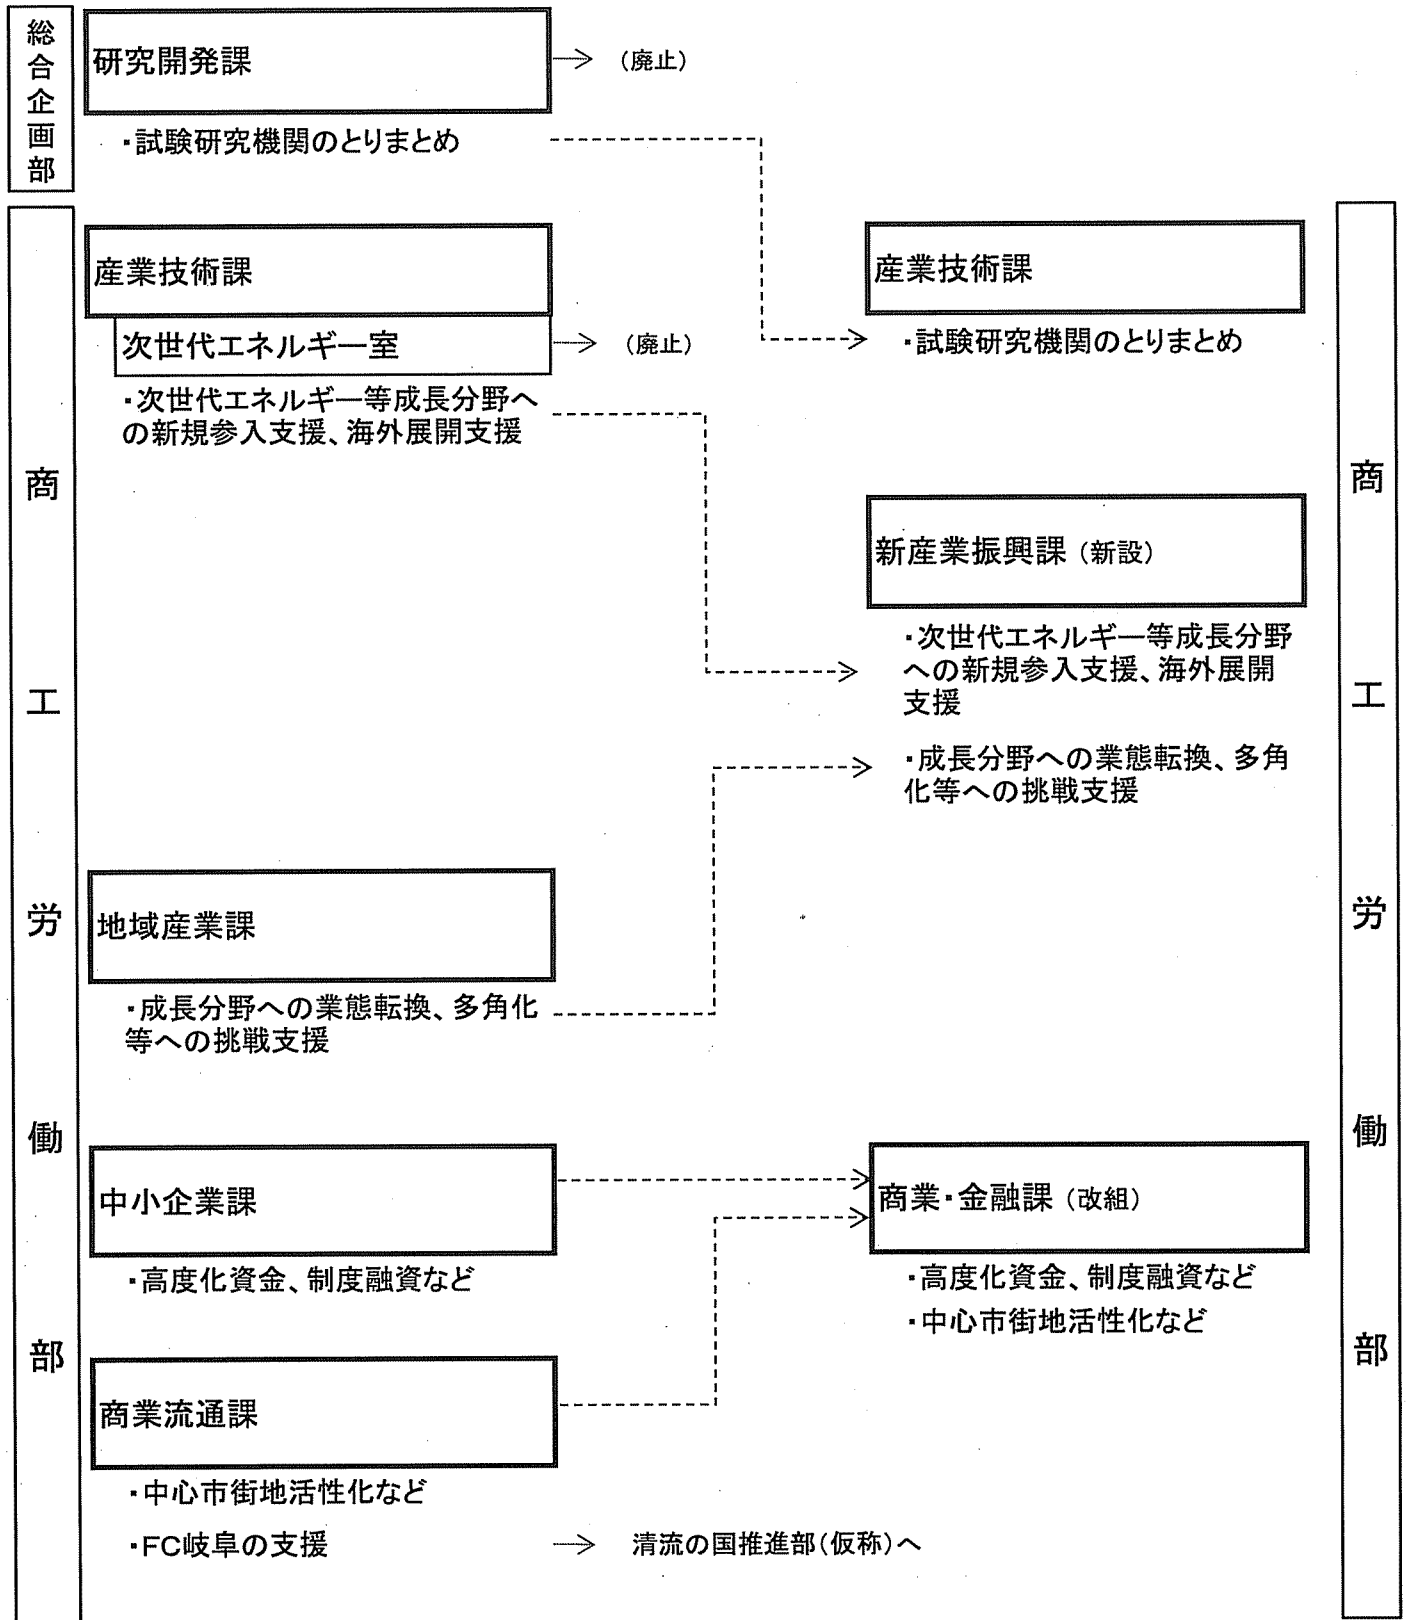 総合企画部
研究開発課
（廃止）
・試験研究機関のとりまとめ
商工労働部
産業技術課
次世代エネルギー室
（廃止）
・次世代エネルギー等成長分野へ
の新規参入支援、海外展開支援
地域産業課
・成長分野への業態転換、多角化
等への挑戦支援
中小企業課
・高度化資金、制度融資など
商業流通課
・中心市街地活性化など
・FC岐阜の支援
清流の国推進部（仮称）へ
産業技術課
・試験研究機関のとりまとめ
新産業振興課（新設）
・次世代エネルギー等成長分野
への新規参入支援、海外展開
支援
・成長分野への業態転換、多角
化等への挑戦支援
商業・金融課（改組）
・高度化資金、制度融資など
・中心市街地活性化など
商工労働部